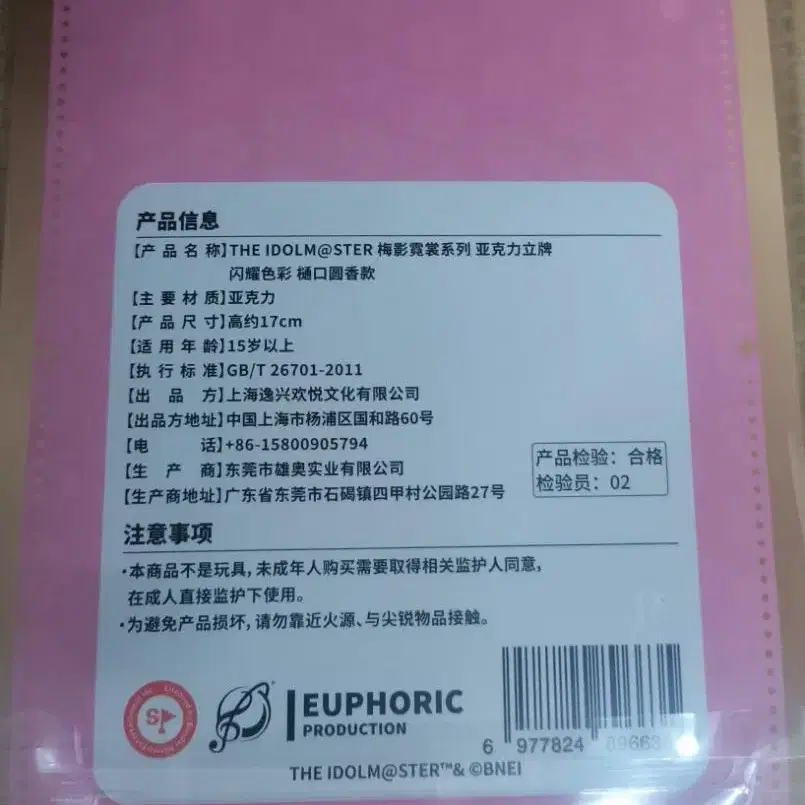 产品信息
【产品名称】THE IDOLM@STER 梅影霓裳系列 亚克力立牌
闪耀色彩 樋口圆香款
【主要材质】亚克力
【产品尺寸】高约17cm
【适用年龄】15岁以上
【执行标准】GB/T 26701-2011
【出品方】上海逸兴欢悦文化有限公司
【出品方地址】中国上海市杨浦区国和路60号
【电话】+86-15800905794
【生产商】东莞市雄奥实业有限公司
【生产商地址】广东省东莞市石碣镇四甲村公园路27号
产品检验：合格
检验员：02
注意事项
·本商品不是玩具，未成年人购买需要取得相关监护人同意，
在成人直接监护下使用。
·为避免产品损坏，请勿靠近火源、与尖锐物品接触。
EUPHORIC
PRODUCTION
6 977824
THE IDOLM@STER™& ©BNEI